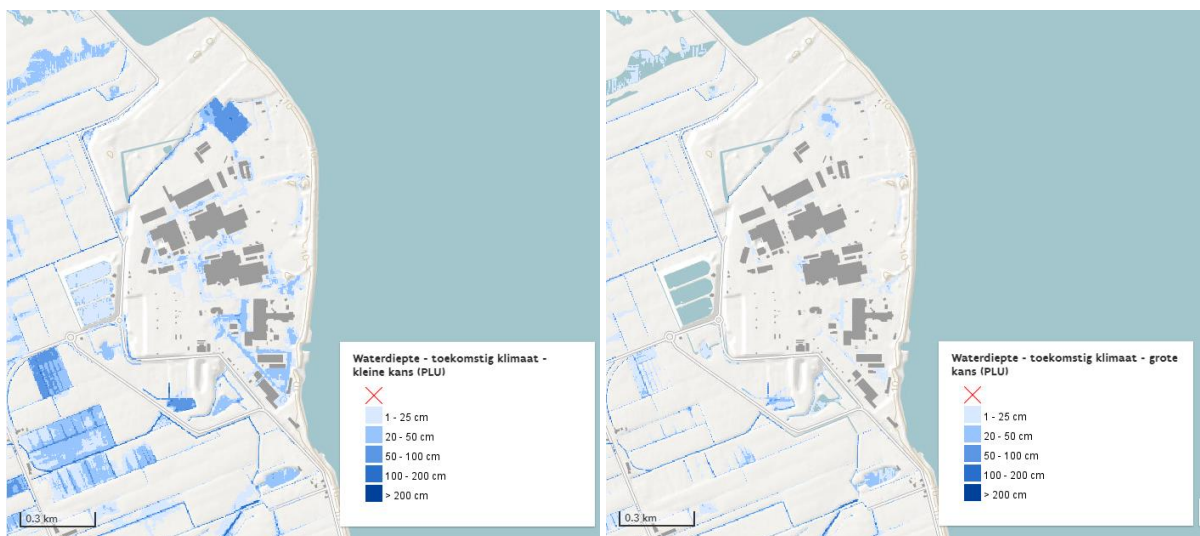 Waterdiepte - toekomstig klimaat -
kleine kans (PLU)
1 - 25 cm
20 - 50 cm
50 - 100 cm
100 - 200 cm
> 200 cm
0.3 km
Waterdiepte - toekomstig klimaat - grote
kans (PLU)
1 - 25 cm
20 - 50 cm
50 - 100 cm
100 - 200 cm
> 200 cm
0.3 km